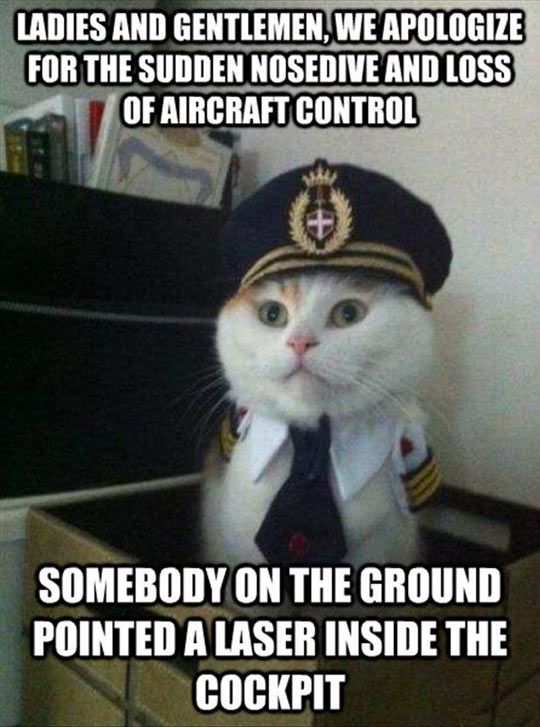 LADIES AND GENTLEMEN, WE APOLOGIZE
FOR THE SUDDEN NOSEDIVE AND LOSS
OF AIRCRAFT CONTROL
SOMEBODY ON THE GROUND
POINTED A LASER INSIDE THE
COCKPIT